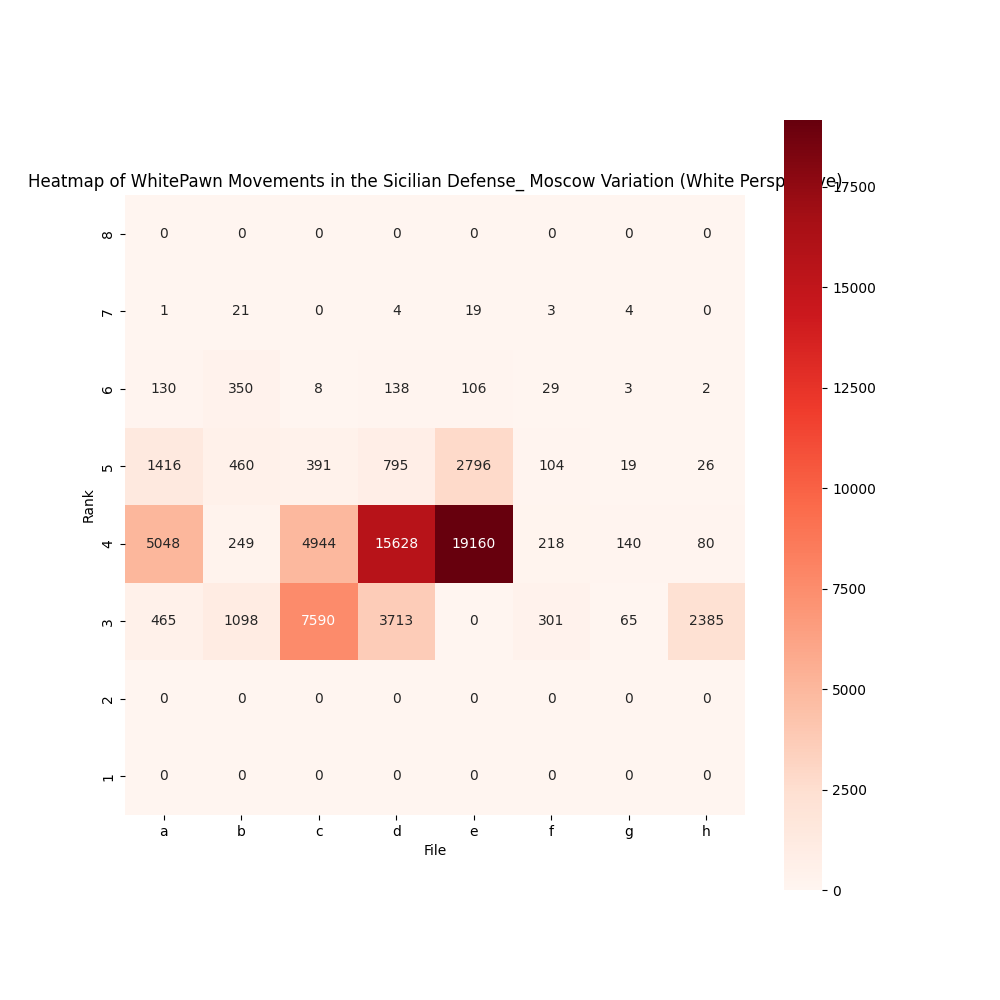 Heatmap of WhitePawn Movements in the Sicilian Defense_ Moscow Variation (White Perspective)
17500
8 0 0 0 0 0 0 0 0
7 1 21 0 4 19 3 4 0
15000
6 130 350 8 138 106 29 3 2
12500
5 1416 460 391 795 2796 104 19 26
10000
Rank
4 5048 249 4944 15628 19160 218 140 80
7500
3 465 1098 7590 3713 0 301 65 2385
5000
2 0 0 0 0 0 0 0 0
1 0 0 0 0 0 0 0 0
2500
a b c d e f g h
File
0